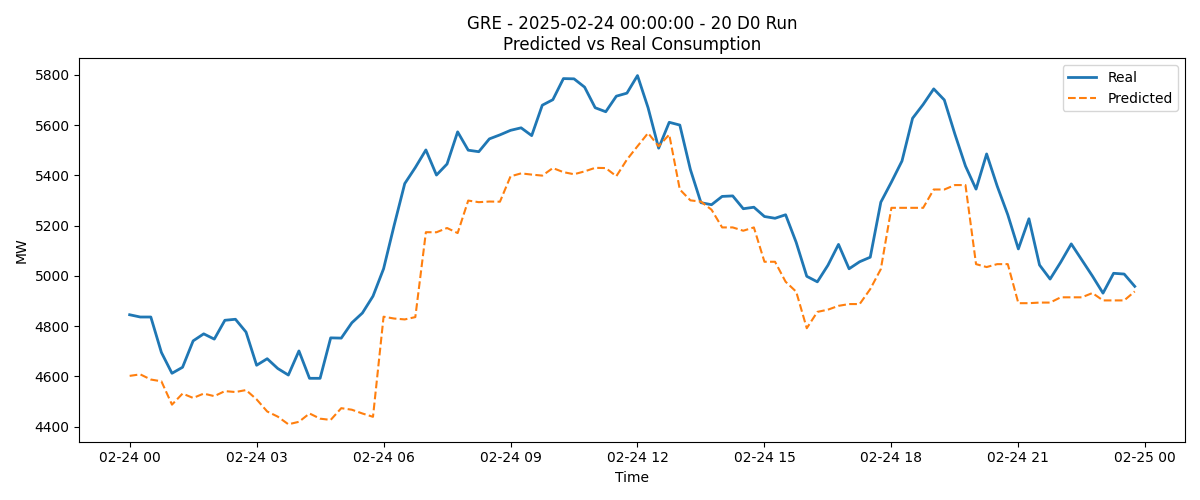 GRE - 2025-02-24 00:00:00 - 20 D0 Run
Predicted vs Real Consumption
Real
Predicted
MW
5800
5600
5400
5200
5000
4800
4600
4400
02-24 00
02-24 03
02-24 06
02-24 09
02-24 12
02-24 15
02-24 18
02-24 21
02-25 00
Time